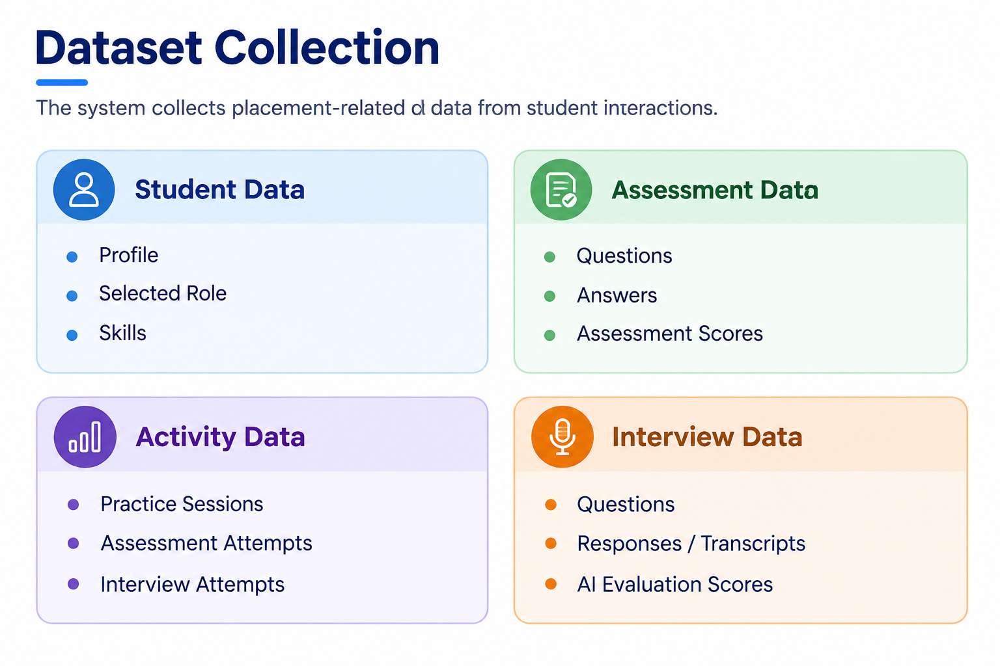 Dataset Collection
The system collects placement-related d data from student interactions.
Student Data
Profile
Selected Role
Skills
Assessment Data
Questions
Answers
Assessment Scores
Activity Data
Practice Sessions
Assessment Attempts
Interview Attempts
Interview Data
Questions
Responses / Transcripts
AI Evaluation Scores